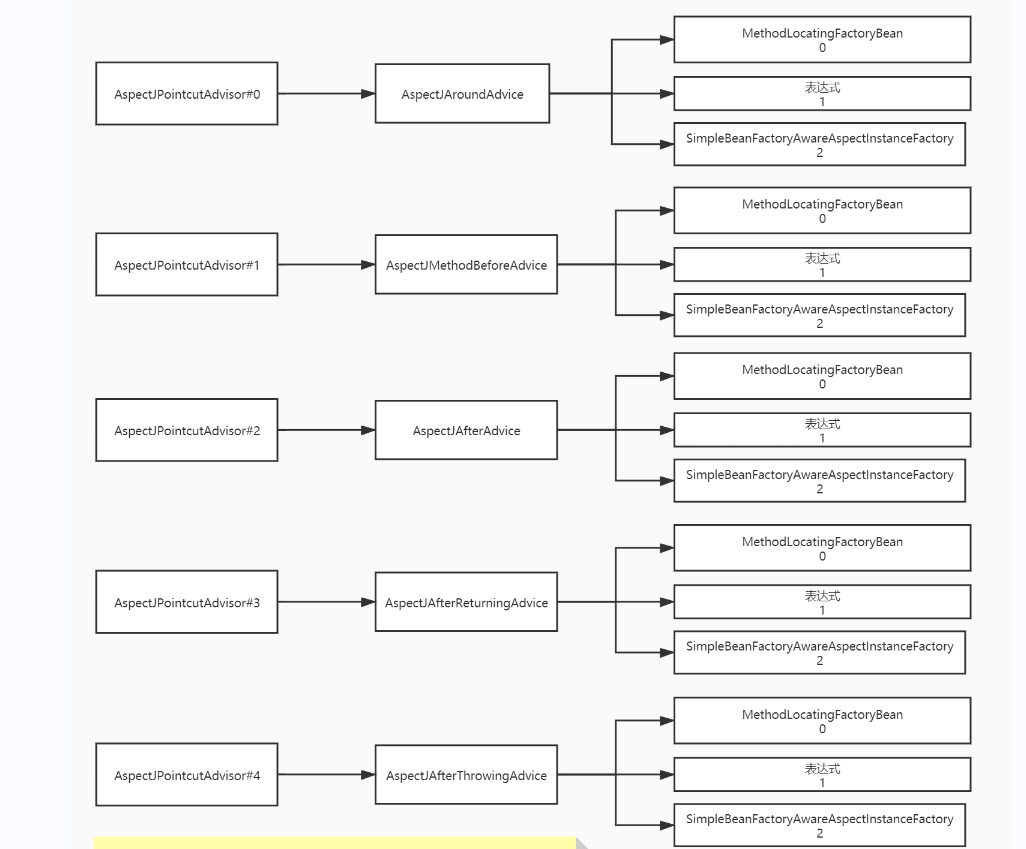 AspectJPointcutAdvisor#0
AspectJAroundAdvice
MethodLocatingFactoryBean
0
表达式
1
SimpleBeanFactoryAwareAspectInstanceFactory
2
AspectJPointcutAdvisor#1
AspectJMethodBeforeAdvice
MethodLocatingFactoryBean
0
表达式
1
SimpleBeanFactoryAwareAspectInstanceFactory
2
AspectJPointcutAdvisor#2
AspectJAfterAdvice
MethodLocatingFactoryBean
0
表达式
1
SimpleBeanFactoryAwareAspectInstanceFactory
2
AspectJPointcutAdvisor#3
AspectJAfterReturningAdvice
MethodLocatingFactoryBean
0
表达式
1
SimpleBeanFactoryAwareAspectInstanceFactory
2
AspectJPointcutAdvisor#4
AspectJAfterThrowingAdvice
MethodLocatingFactoryBean
0
表达式
1
SimpleBeanFactoryAwareAspectInstanceFactory
2